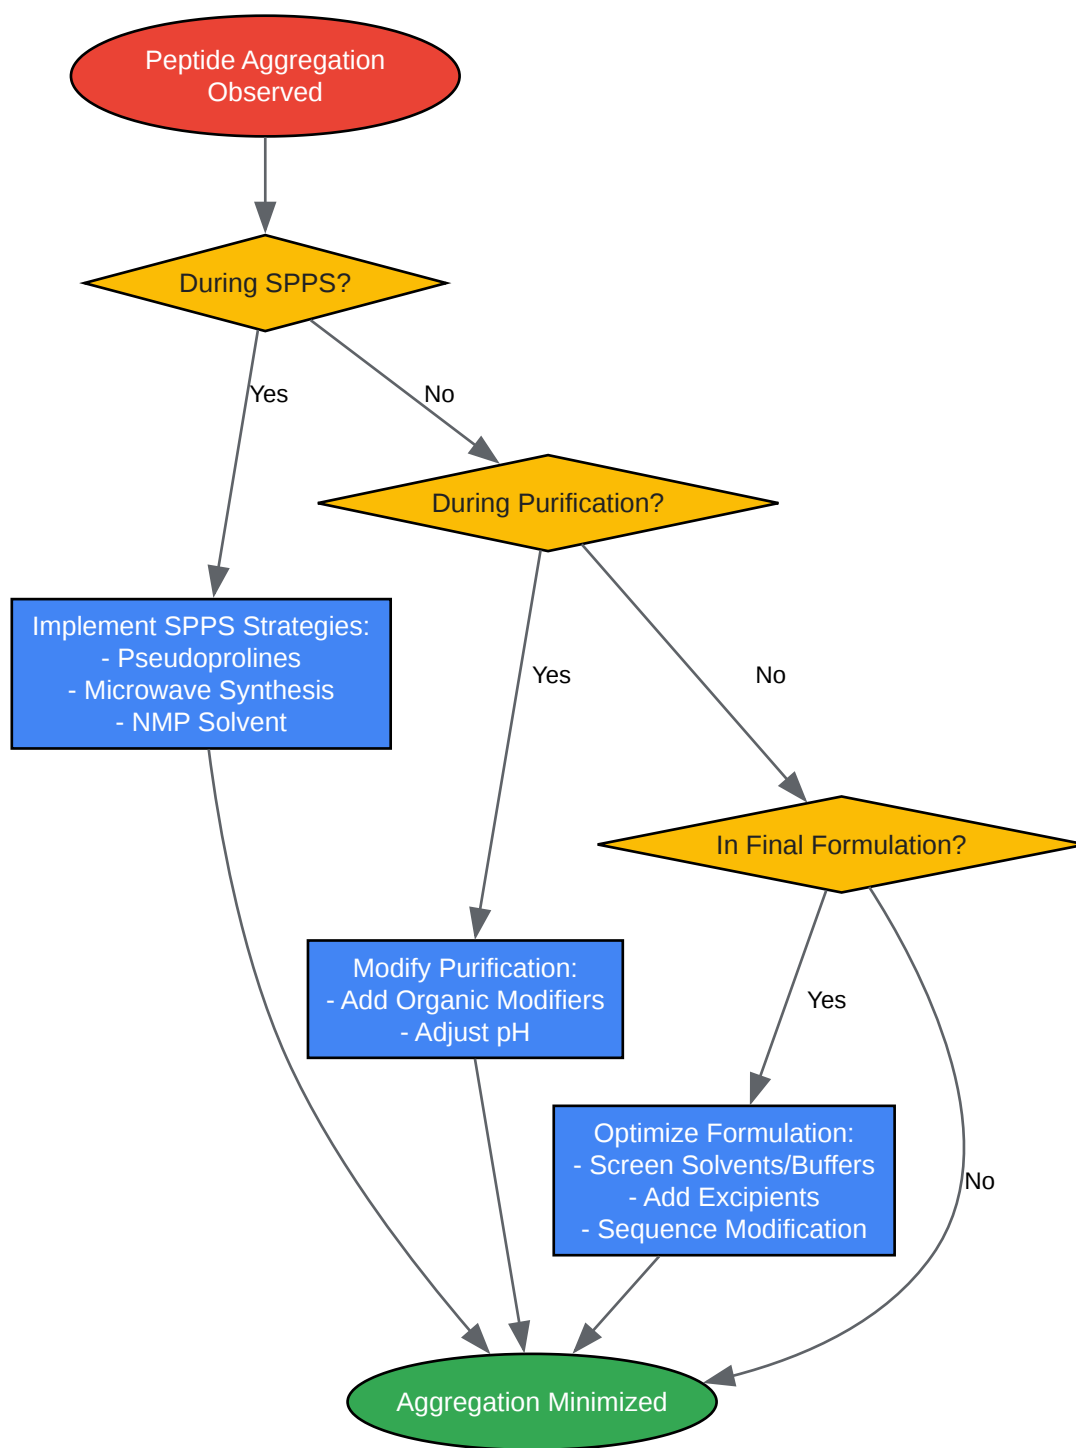 Peptide Aggregation
Observed
During SPPS?
Yes
No
During Purification?
Implement SPPS Strategies:
- Pseudoprolines
- Microwave Synthesis
- NMP Solvent
Yes
No
In Final Formulation?
Modify Purification:
- Add Organic Modifiers
- Adjust pH
Yes
Optimize Formulation:
- Screen Solvents/Buffers
- Add Excipients
- Sequence Modification
No
Aggregation Minimized